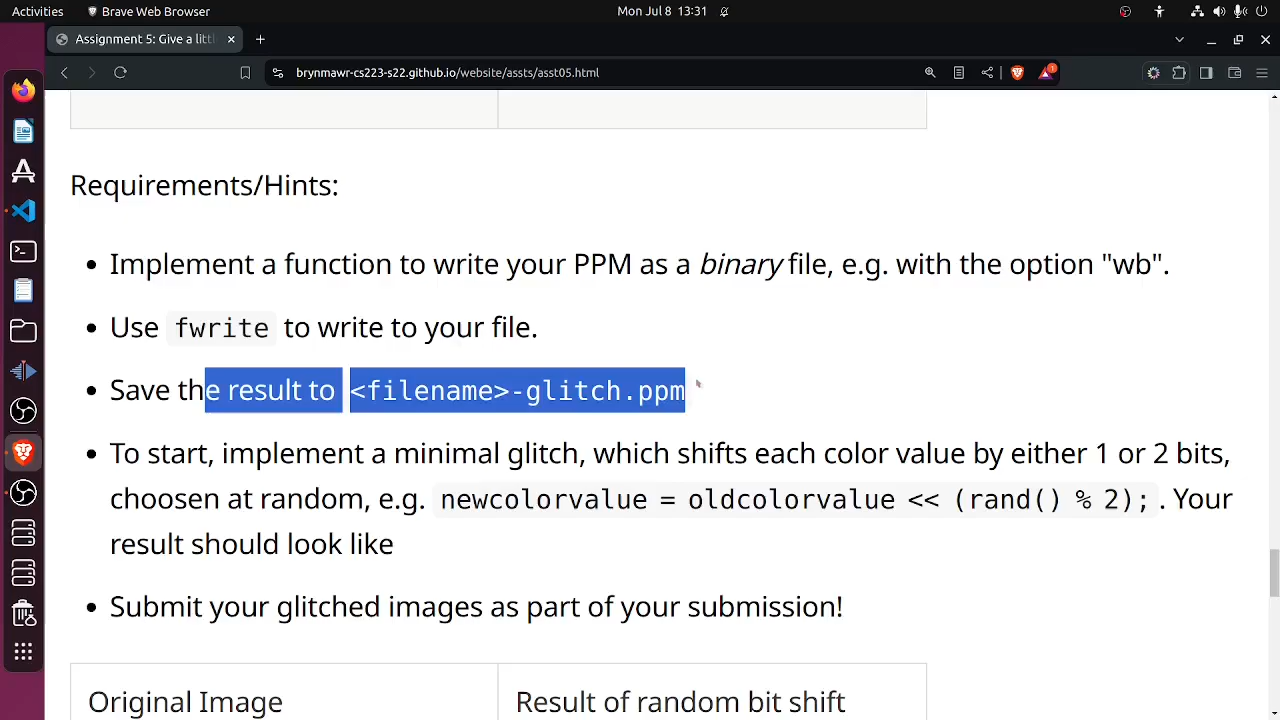 Activities
Brave Web Browser
Mon Jul 8 13:31
Assignment 5: Give a littl
brynmawr-cs223-s22.github.io/website/assts/asst05.html
1
Requirements/Hints:
• Implement a function to write your PPM as a binary file, e.g. with the option "wb".
• Use fwrite to write to your file.
• Save the result to <filename>-glitch.ppm
• To start, implement a minimal glitch, which shifts each color value by either 1 or 2 bits,
choosen at random, e.g. newcolorvalue = oldcolorvalue << (rand() % 2);. Your
result should look like
• Submit your glitched images as part of your submission!
Original Image
Result of random bit shift